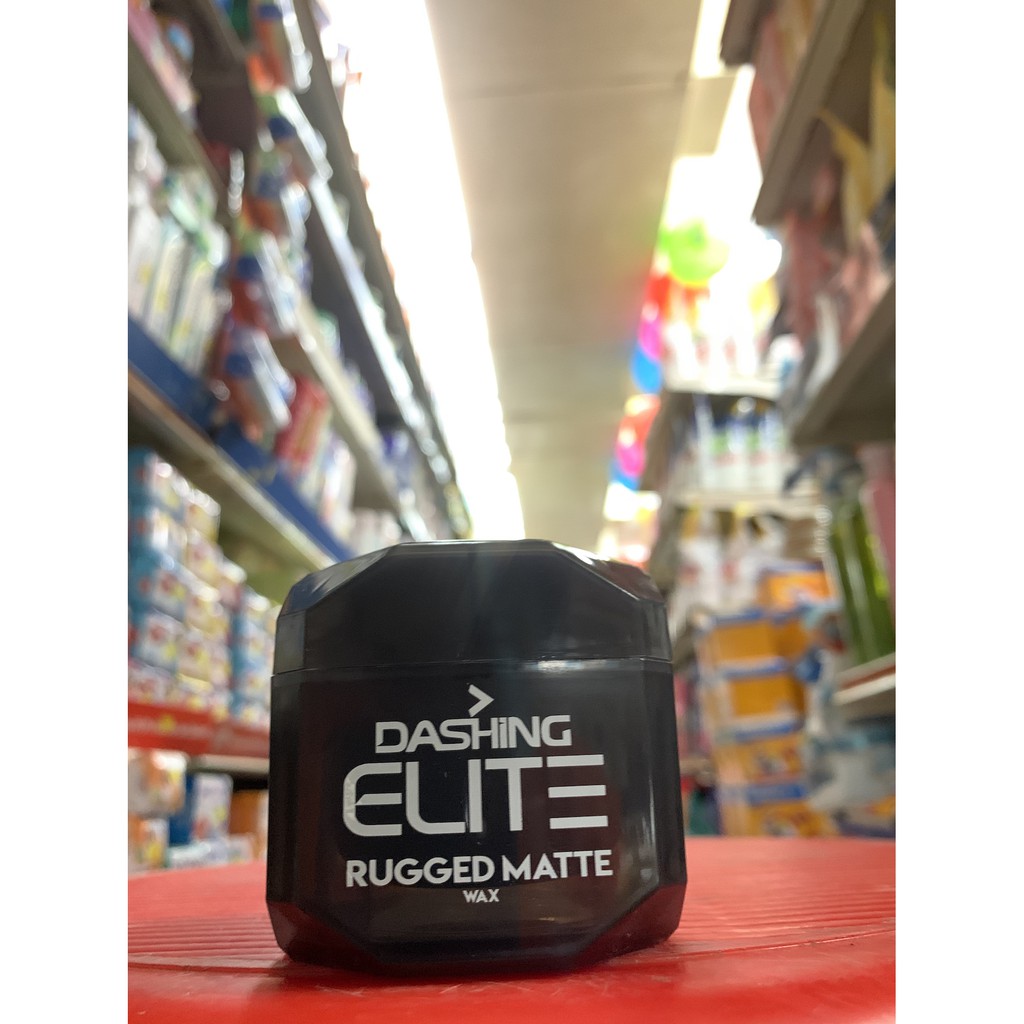 DASHiNG
ELITE
RUGGED MATTE
WAX